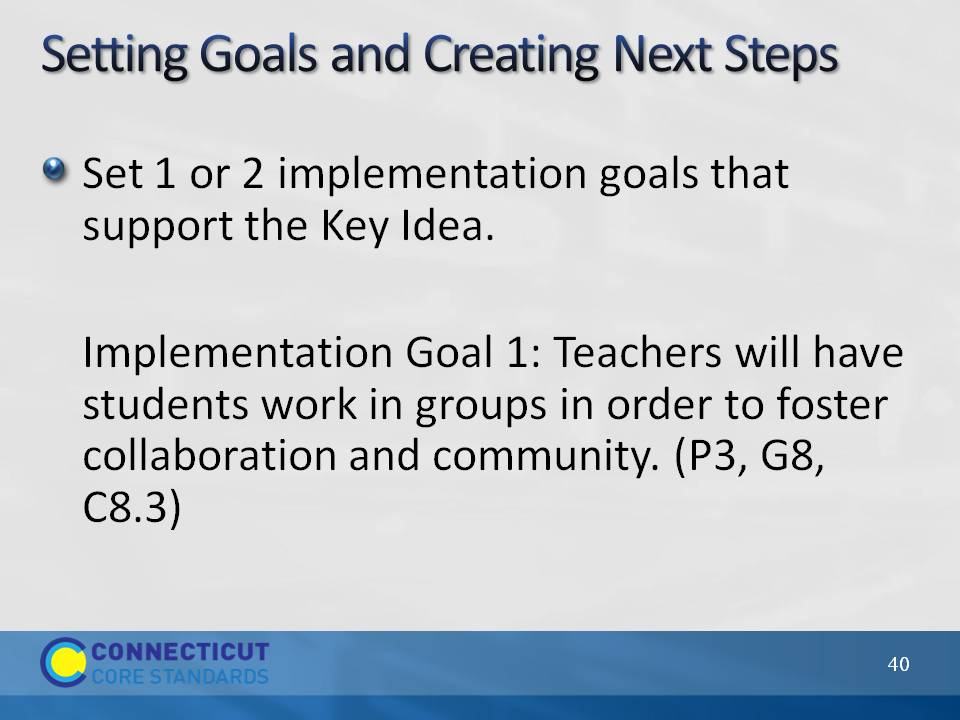 Setting Goals and Creating Next Steps
Set 1 or 2 implementation goals that
support the Key Idea.
Implementation Goal 1: Teachers will have
students work in groups in order to foster
collaboration and community. (P3, G8,
C8.3)
CONNECTICUT
CORE STANDARDS
40